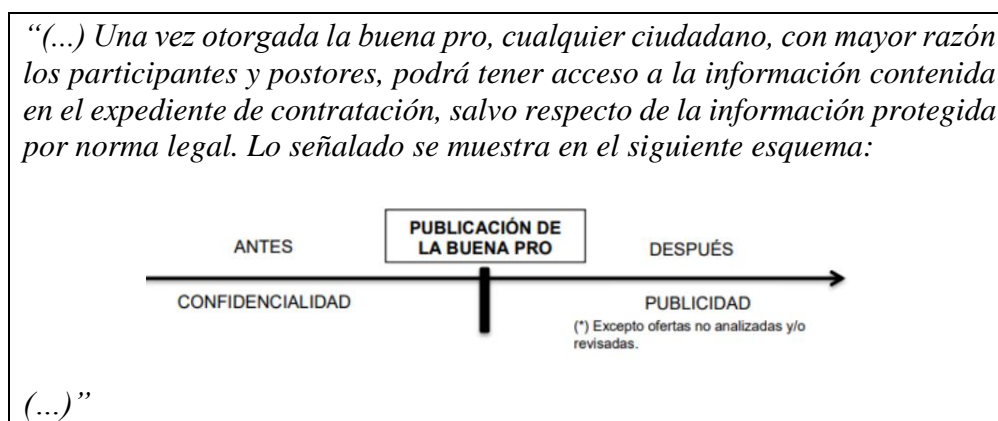 “(...) Una vez otorgada la buena pro, cualquier ciudadano, con mayor razón
los participantes y postores, podrá tener acceso a la información contenida
en el expediente de contratación, salvo respecto de la información protegida
por norma legal. Lo señalado se muestra en el siguiente esquema:
ANTES
PUBLICACIÓN DE
LA BUENA PRO
DESPUÉS
CONFIDENCIALIDAD
PUBLICIDAD
(*) Excepto ofertas no analizadas y/o
revisadas.
(...)”